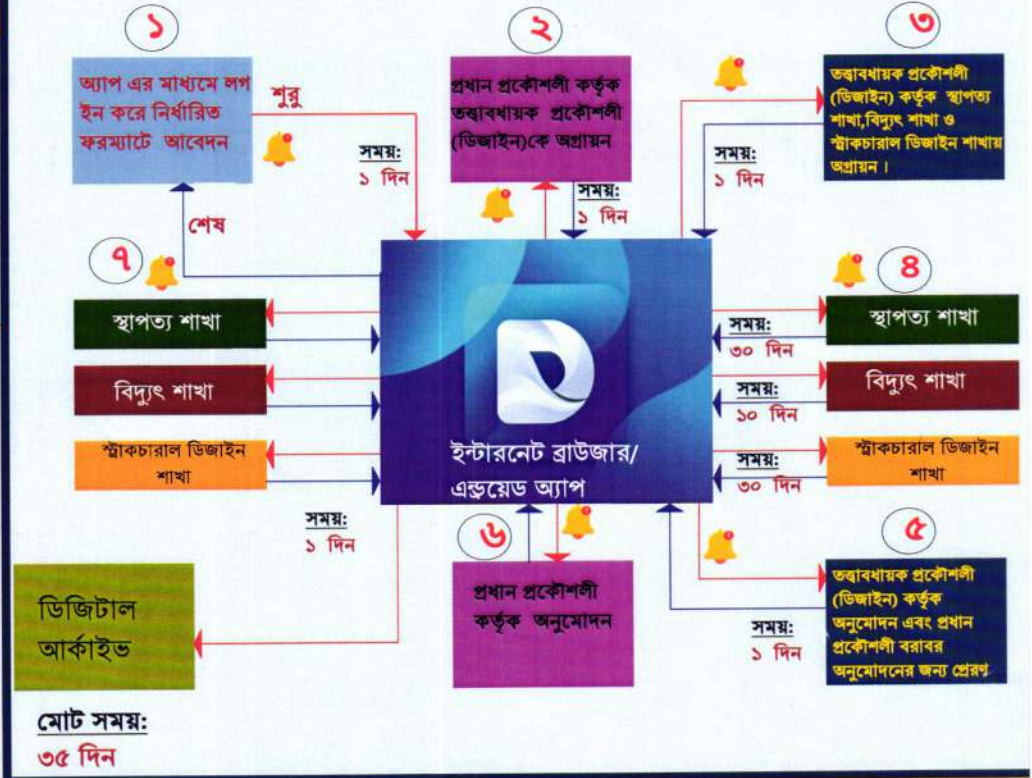 ১
অ্যাপ এর মাধ্যমে লগ
ইন করে নির্ধারিত
ফরম্যাটে আবেদন
শুরু
সময়:
১ দিন
শেষ
২
প্রধান প্রকৌশলী কর্তৃক
তত্ত্বাবধায়ক প্রকৌশলী
(ডিজাইন)কে অগ্রায়ন
সময়:
১ দিন
৩
তত্ত্বাবধায়ক প্রকৌশলী
(ডিজাইন) কর্তৃক স্থাপত্য
শাখা,বিদ্যুৎ শাখা ও
স্ট্রাকচারাল ডিজাইন শাখায়
অগ্রায়ন।
সময়:
১ দিন
ইন্টারনেট ব্রাউজার/
এন্ড্রয়েড অ্যাপ
৪
স্থাপত্য শাখা
সময়:
৩০ দিন
বিদ্যুৎ শাখা
সময়:
১০ দিন
স্ট্রাকচারাল ডিজাইন
শাখা
সময়:
৩০ দিন
৫
তত্ত্বাবধায়ক প্রকৌশলী
(ডিজাইন) কর্তৃক
অনুমোদন এবং প্রধান
প্রকৌশলী বরাবর
অনুমোদনের জন্য প্রেরণ
সময়:
১ দিন
৬
প্রধান প্রকৌশলী
কর্তৃক অনুমোদন
৭
স্থাপত্য শাখা
বিদ্যুৎ শাখা
স্ট্রাকচারাল ডিজাইন
শাখা
সময়:
১ দিন
ডিজিটাল
আর্কাইভ
মোট সময়:
৩৫ দিন